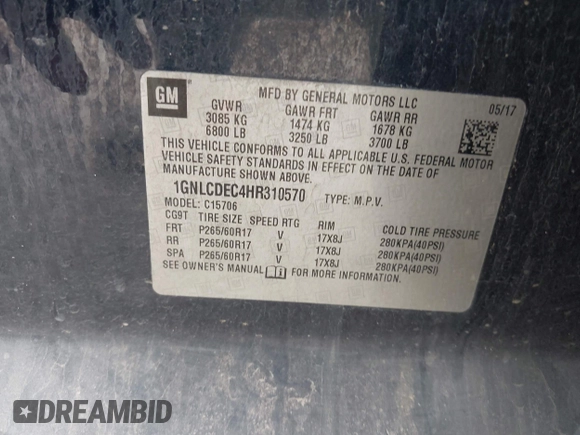 GM
MFD BY GENERAL MOTORS LLC
05/17
GVWR GAWR FRT GAWR RR
3085 KG 1474 KG 1678 KG
6800 LB 3250 LB 3700 LB
THIS VEHICLE CONFORMS TO ALL APPLICABLE U.S. FEDERAL MOTOR
VEHICLE SAFETY STANDARDS IN EFFECT ON THE DATE OF
MANUFACTURE SHOWN ABOVE.
1GNLCDEC4HR310570 TYPE: M.P.V.
MODEL: C15706
CG9T TIRE SIZE SPEED RTG RIM COLD TIRE PRESSURE
FRT P265/60R17 V 17X8J 280KPA(40PSI)
RR P265/60R17 V 17X8J 280KPA(40PSI)
SPA P265/60R17 V 17X8J 280KPA(40PSI)
SEE OWNER'S MANUAL FOR MORE INFORMATION.
DREAMBID